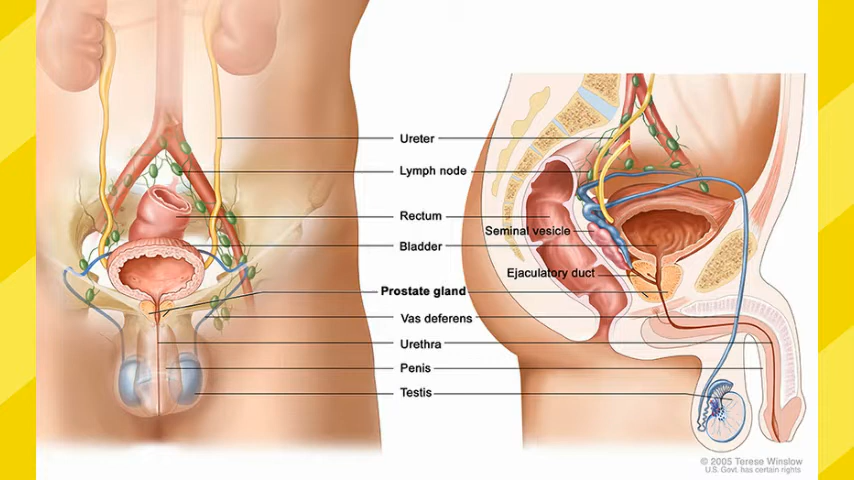 Ureter
Lymph node
Rectum
Seminal vesicle
Bladder
Ejaculatory duct
Prostate gland
Vas deferens
Urethra
Penis
Testis
© 2005 Terese Winslow
U.S. Govt. has certain rights